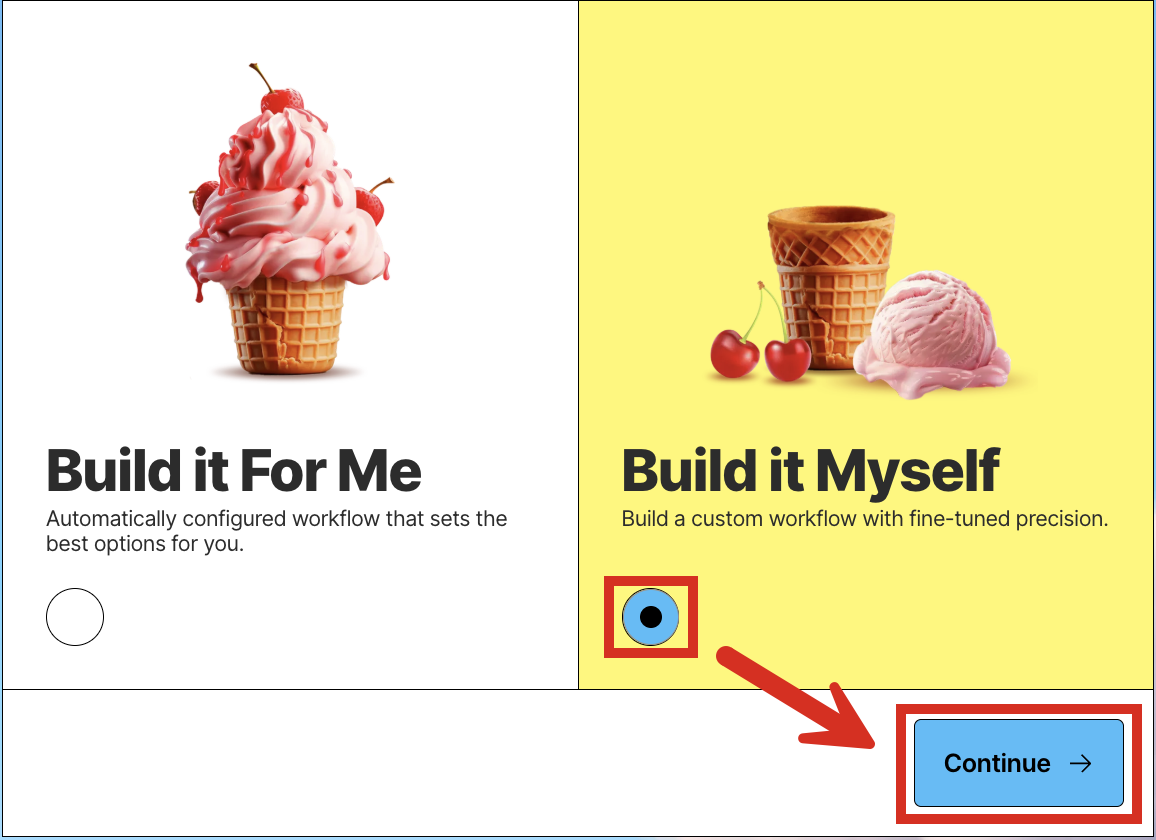 Build it For Me
Automatically configured workflow that sets the
best options for you.
Build it Myself
Build a custom workflow with fine-tuned precision.
Continue